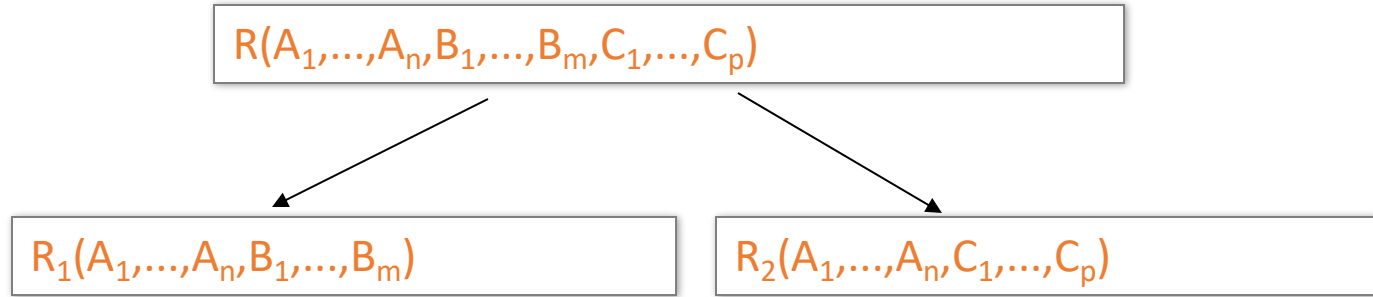 R(A₁,...,Aₙ,B₁,...,Bₘ,C₁,...,Cₚ)
R₁(A₁,...,Aₙ,B₁,...,Bₘ)
R₂(A₁,...,Aₙ,C₁,...,Cₚ)